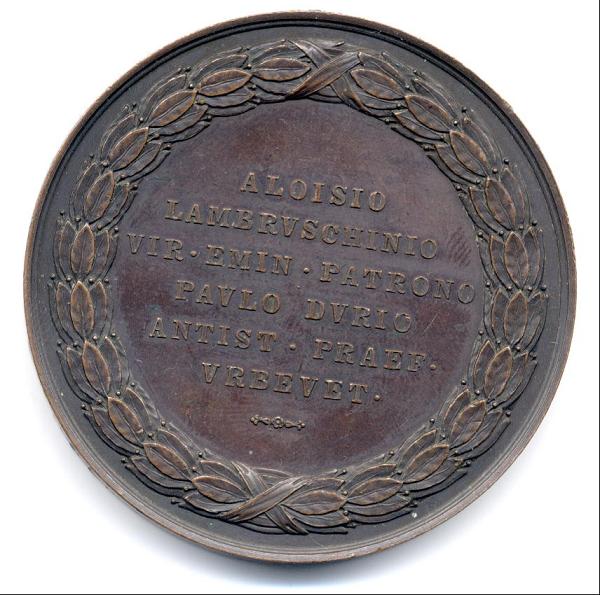 ALOISIO
LAMBRVSCHINIO
VIR · EMIN · PATRONO
PAVLO DVRIO
ANTIST · PRAEF ·
VRBEVET ·